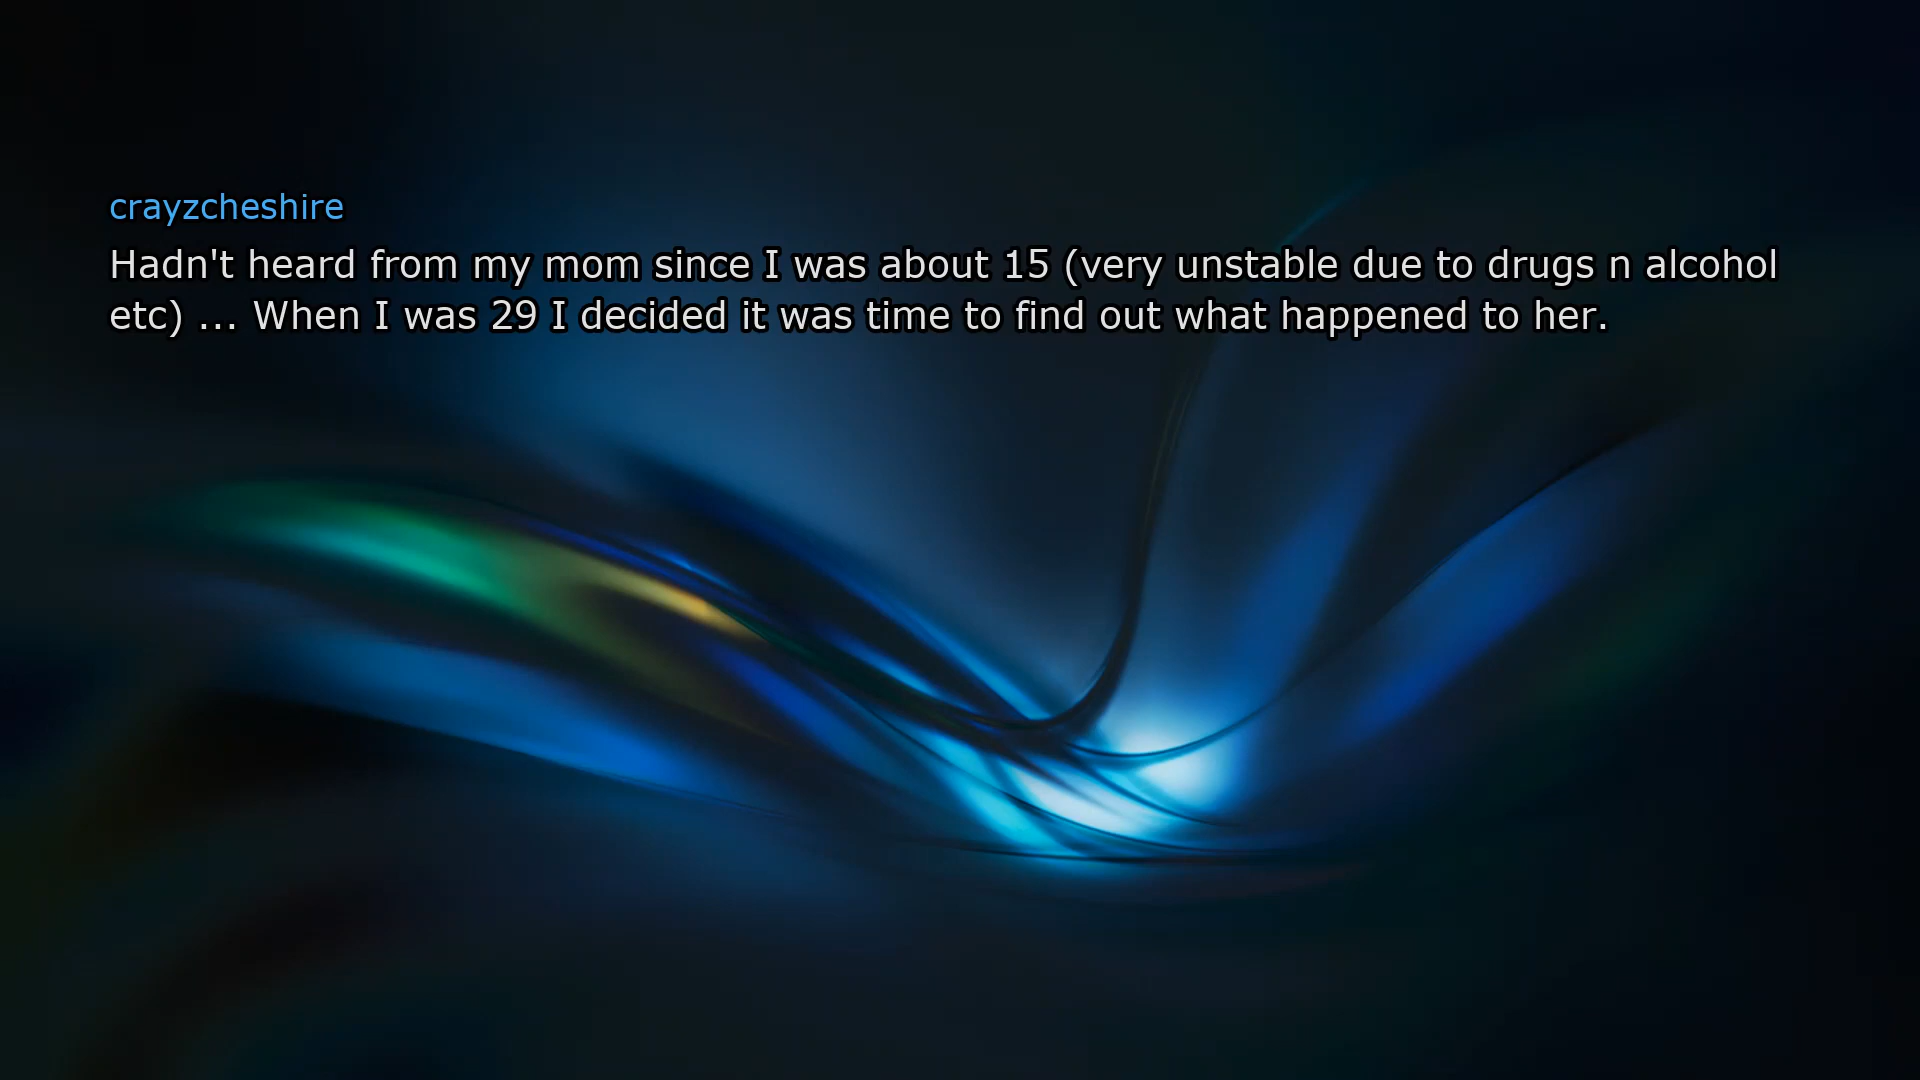 crayzcheshire
Hadn't heard from my mom since I was about 15 (very unstable due to drugs n alcohol
etc) ... When I was 29 I decided it was time to find out what happened to her.